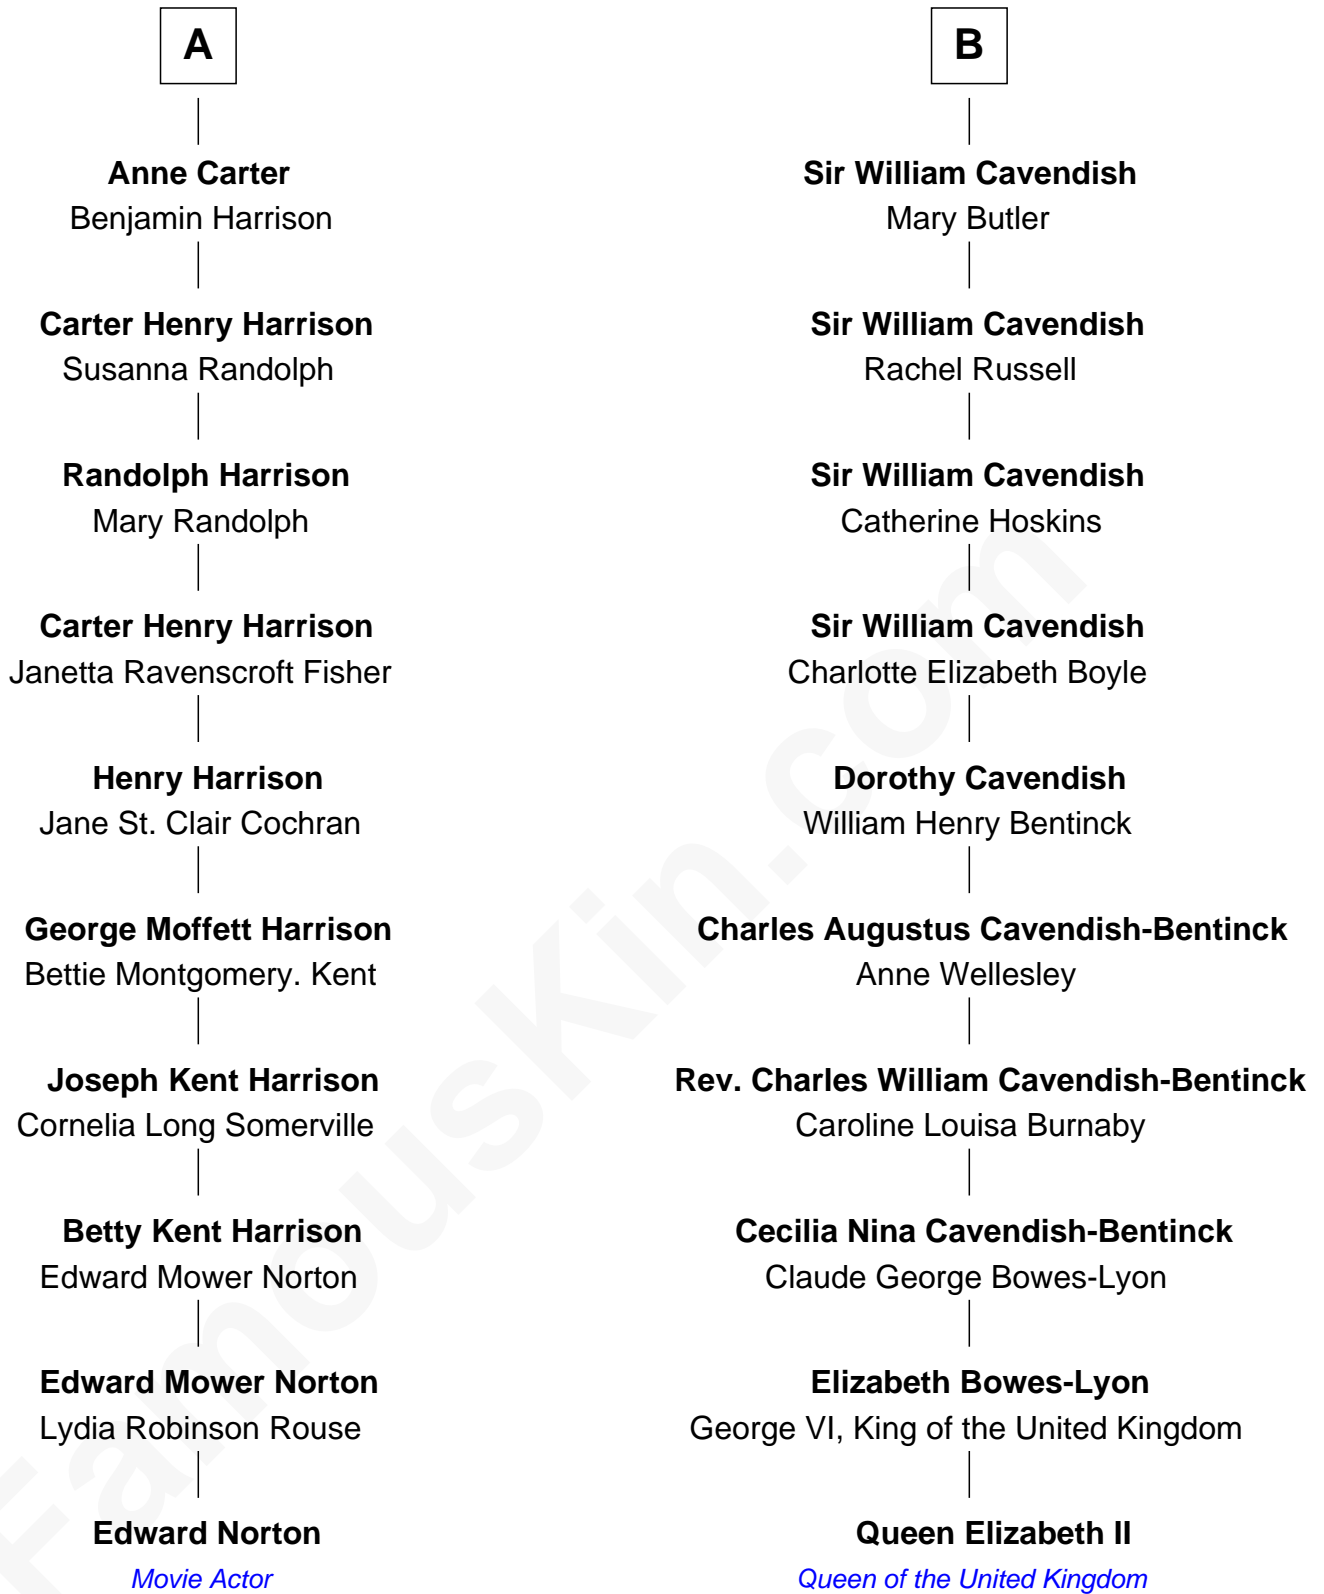 A
B
Anne Carter
Benjamin Harrison
Sir William Cavendish
Mary Butler
Carter Henry Harrison
Susanna Randolph
Sir William Cavendish
Rachel Russell
Randolph Harrison
Mary Randolph
Sir William Cavendish
Catherine Hoskins
Carter Henry Harrison
Janetta Ravenscroft Fisher
Sir William Cavendish
Charlotte Elizabeth Boyle
Henry Harrison
Jane St. Clair Cochran
Dorothy Cavendish
William Henry Bentinck
George Moffett Harrison
Bettie Montgomery. Kent
Charles Augustus Cavendish-Bentinck
Anne Wellesley
Joseph Kent Harrison
Cornelia Long Somerville
Rev. Charles William Cavendish-Bentinck
Caroline Louisa Burnaby
Betty Kent Harrison
Edward Mower Norton
Cecilia Nina Cavendish-Bentinck
Claude George Bowes-Lyon
Edward Mower Norton
Lydia Robinson Rouse
Elizabeth Bowes-Lyon
George VI, King of the United Kingdom
Edward Norton
Movie Actor
Queen Elizabeth II
Queen of the United Kingdom
FamousKin.com